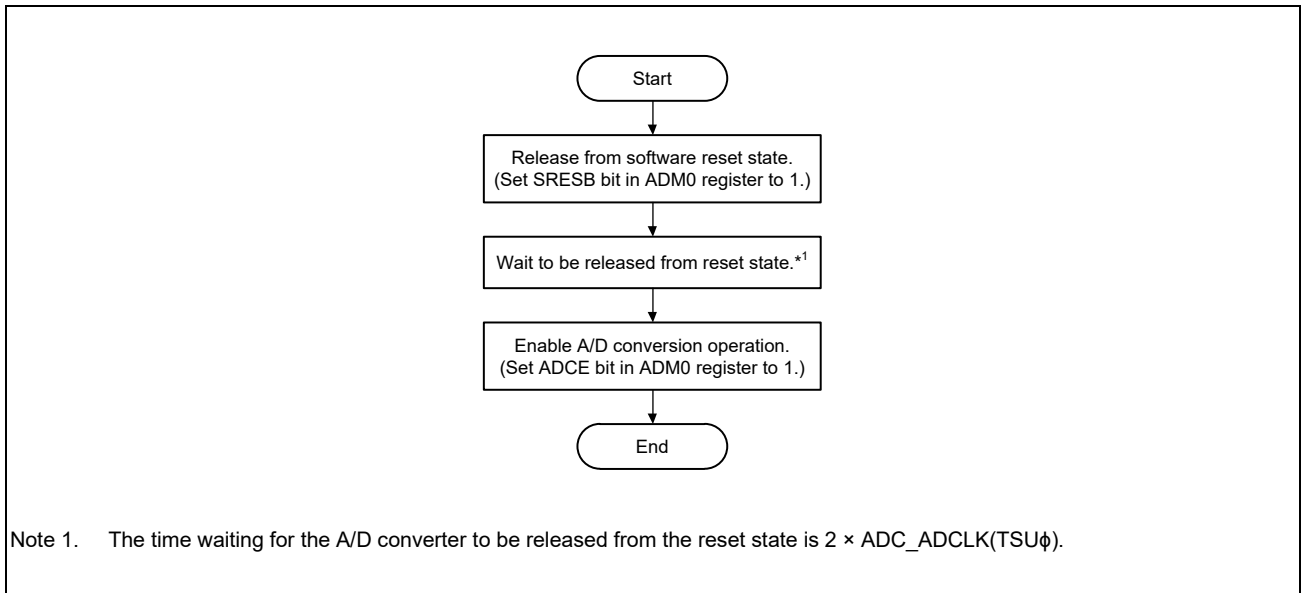 Start
Release from software reset state.
(Set SRESB bit in ADM0 register to 1.)
Wait to be released from reset state.*1
Enable A/D conversion operation.
(Set ADCE bit in ADM0 register to 1.)
End
Note 1. The time waiting for the A/D converter to be released from the reset state is 2 × ADC_ADCLK(TSUϕ).